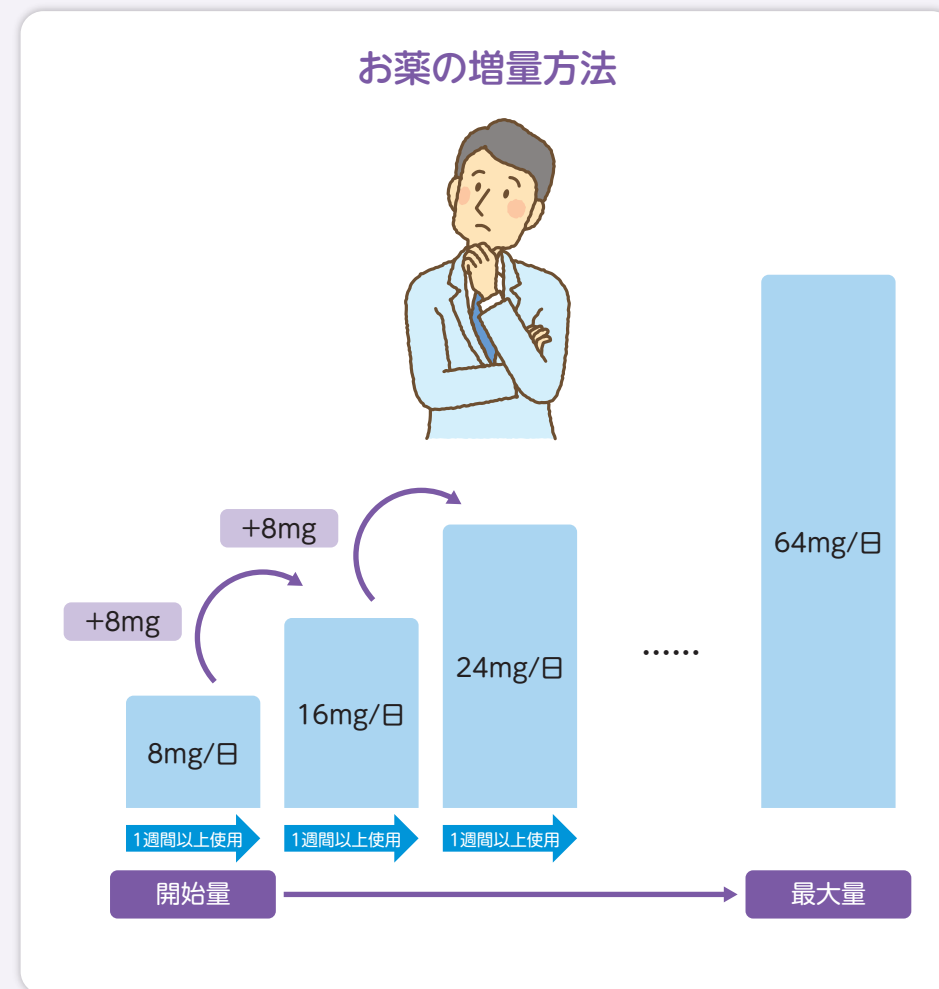 お薬の増量方法
+8mg
+8mg
8mg/日
16mg/日
24mg/日
……
64mg/日
1週間以上使用
1週間以上使用
1週間以上使用
開始量
最大量